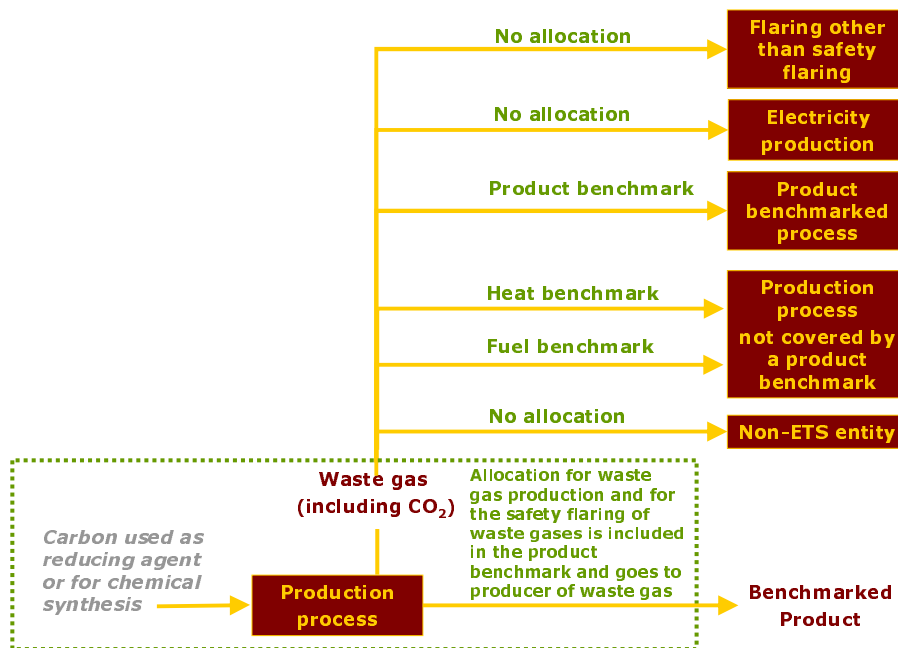 No allocation
Flaring other
than safety
flaring
No allocation
Electricity
production
Product benchmark
Product
benchmarked
process
Heat benchmark
Production
process
not covered by
a product
benchmark
Fuel benchmark
No allocation
Non-ETS entity
Waste gas
(including CO₂)
Allocation for waste
gas production and for
the safety flaring of
waste gases is included
in the product
benchmark and goes to
producer of waste gas
Carbon used as
reducing agent
or for chemical
synthesis
Production
process
Benchmarked
Product